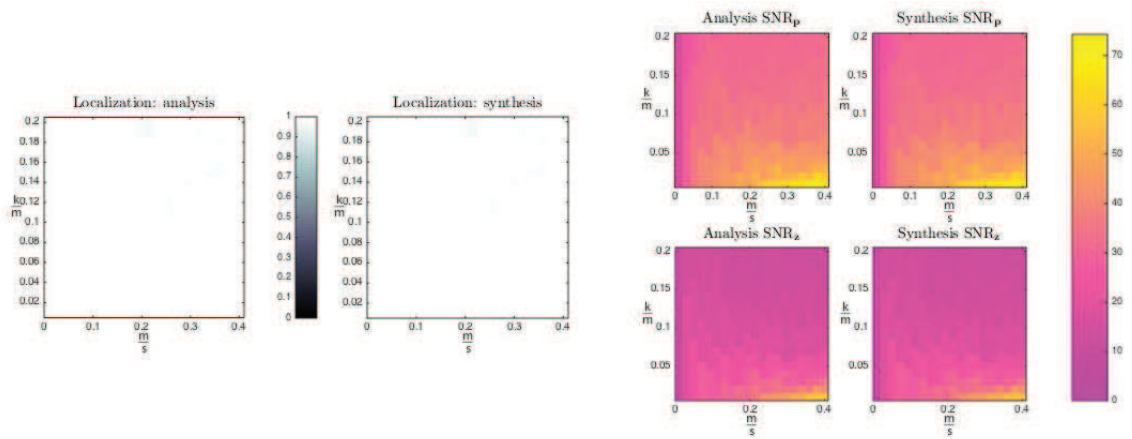 Localization: analysis
0.2
0.18
0.16
0.14
k/m 0.12
0.1
0.08
0.06
0.04
0.02
0 0.1 0.2 0.3 0.4
m/s
1
0.9
0.8
0.7
0.6
0.5
0.4
0.3
0.2
0.1
0
Localization: synthesis
0.2
0.18
0.16
0.14
k/m 0.12
0.1
0.08
0.06
0.04
0.02
0 0.1 0.2 0.3 0.4
m/s
Analysis SNRp
0.2
0.15
k/m
0.1
0.05
0 0.1 0.2 0.3 0.4
m/s
Synthesis SNRp
0.2
0.15
k/m
0.1
0.05
0 0.1 0.2 0.3 0.4
m/s
Analysis SNRz
0.2
0.15
k/m
0.1
0.05
0 0.2 0.4
m/s
Synthesis SNRz
0.2
0.15
k/m
0.1
0.05
0 0.2 0.4
m/s
70
60
50
40
30
20
10
0